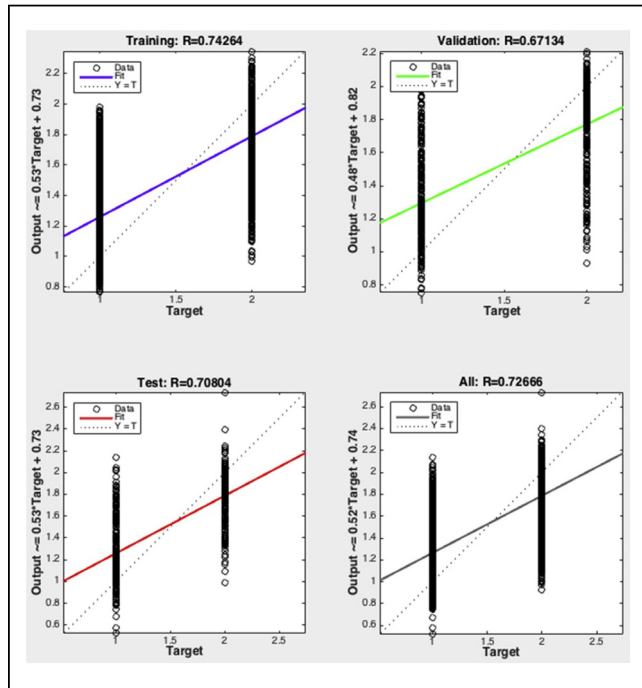 Training: R=0.74264
Output ~= 0.53*Target + 0.73
Data
Fit
Y = T
2.2
2
1.8
1.6
1.4
1.2
1
0.8
1
1.5
2
Target
Validation: R=0.67134
Output ~= 0.48*Target + 0.82
Data
Fit
Y = T
2.2
2
1.8
1.6
1.4
1.2
1
0.8
1
1.5
2
Target
Test: R=0.70804
Output ~= 0.53*Target + 0.73
Data
Fit
Y = T
2.6
2.4
2.2
2
1.8
1.6
1.4
1.2
1
0.8
0.6
1
1.5
2
2.5
Target
All: R=0.72666
Output ~= 0.52*Target + 0.74
Data
Fit
Y = T
2.6
2.4
2.2
2
1.8
1.6
1.4
1.2
1
0.8
0.6
1
1.5
2
2.5
Target